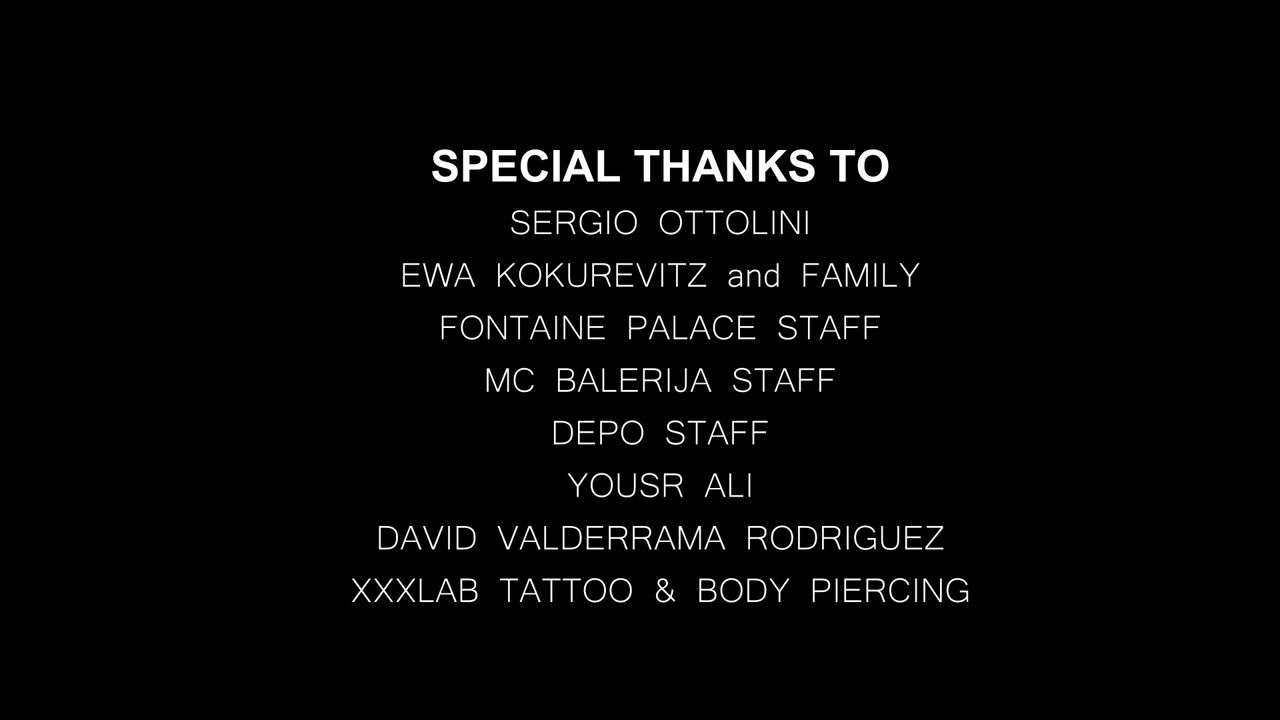 SPECIAL THANKS TO
SERGIO OTTOLINI
EWA KOKUREVITZ and FAMILY
FONTAINE PALACE STAFF
MC BALERIJA STAFF
DEPO STAFF
YOUSR ALI
DAVID VALDERRAMA RODRIGUEZ
XXXLAB TATTOO & BODY PIERCING